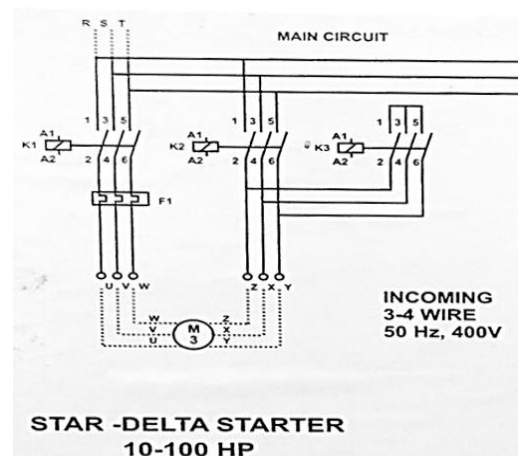 R S T
MAIN CIRCUIT
1 3 5
A1
K1
A2
2 4 6
1 3 5
A1
K2
A2
2 4 6
1 3 5
A1
K3
A2
2 4 6
F1
U V W
Z X Y
W
V
U
M
3
Z
X
Y
INCOMING
3-4 WIRE
50 Hz, 400V
STAR -DELTA STARTER
10-100 HP